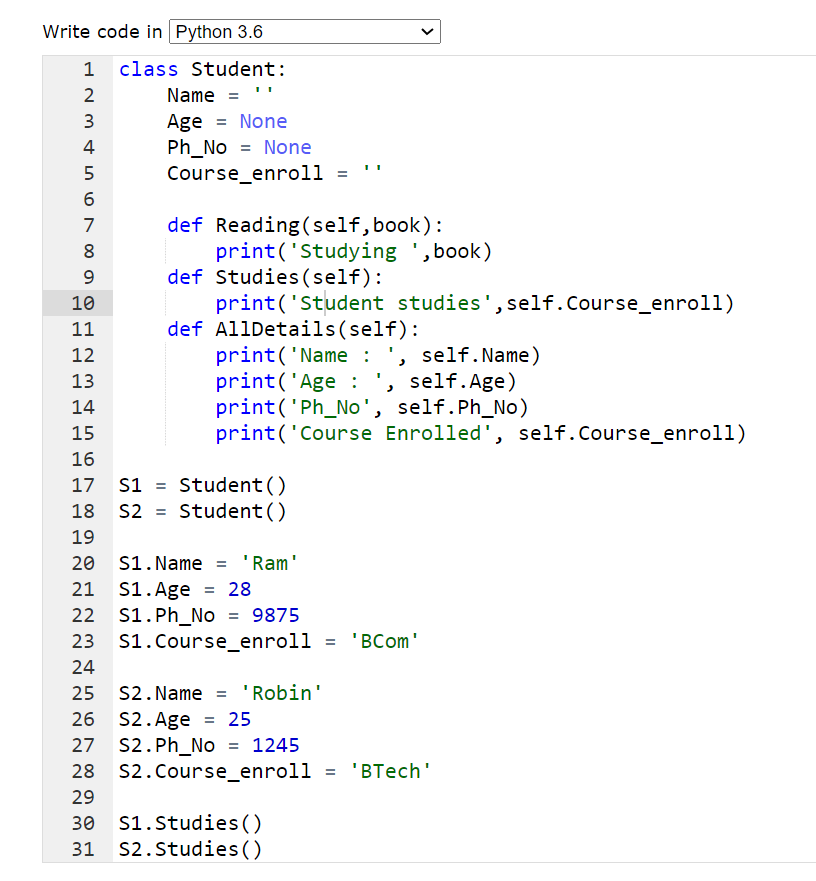 Write code in Python 3.6
1 class Student:
2     Name = ''
3     Age = None
4     Ph_No = None
5     Course_enroll = ''
6
7     def Reading(self,book):
8         print('Studying ',book)
9     def Studies(self):
10         print('Student studies',self.Course_enroll)
11     def AllDetails(self):
12         print('Name : ', self.Name)
13         print('Age : ', self.Age)
14         print('Ph_No', self.Ph_No)
15         print('Course Enrolled', self.Course_enroll)
16
17 S1 = Student()
18 S2 = Student()
19
20 S1.Name = 'Ram'
21 S1.Age = 28
22 S1.Ph_No = 9875
23 S1.Course_enroll = 'BCom'
24
25 S2.Name = 'Robin'
26 S2.Age = 25
27 S2.Ph_No = 1245
28 S2.Course_enroll = 'BTech'
29
30 S1.Studies()
31 S2.Studies()